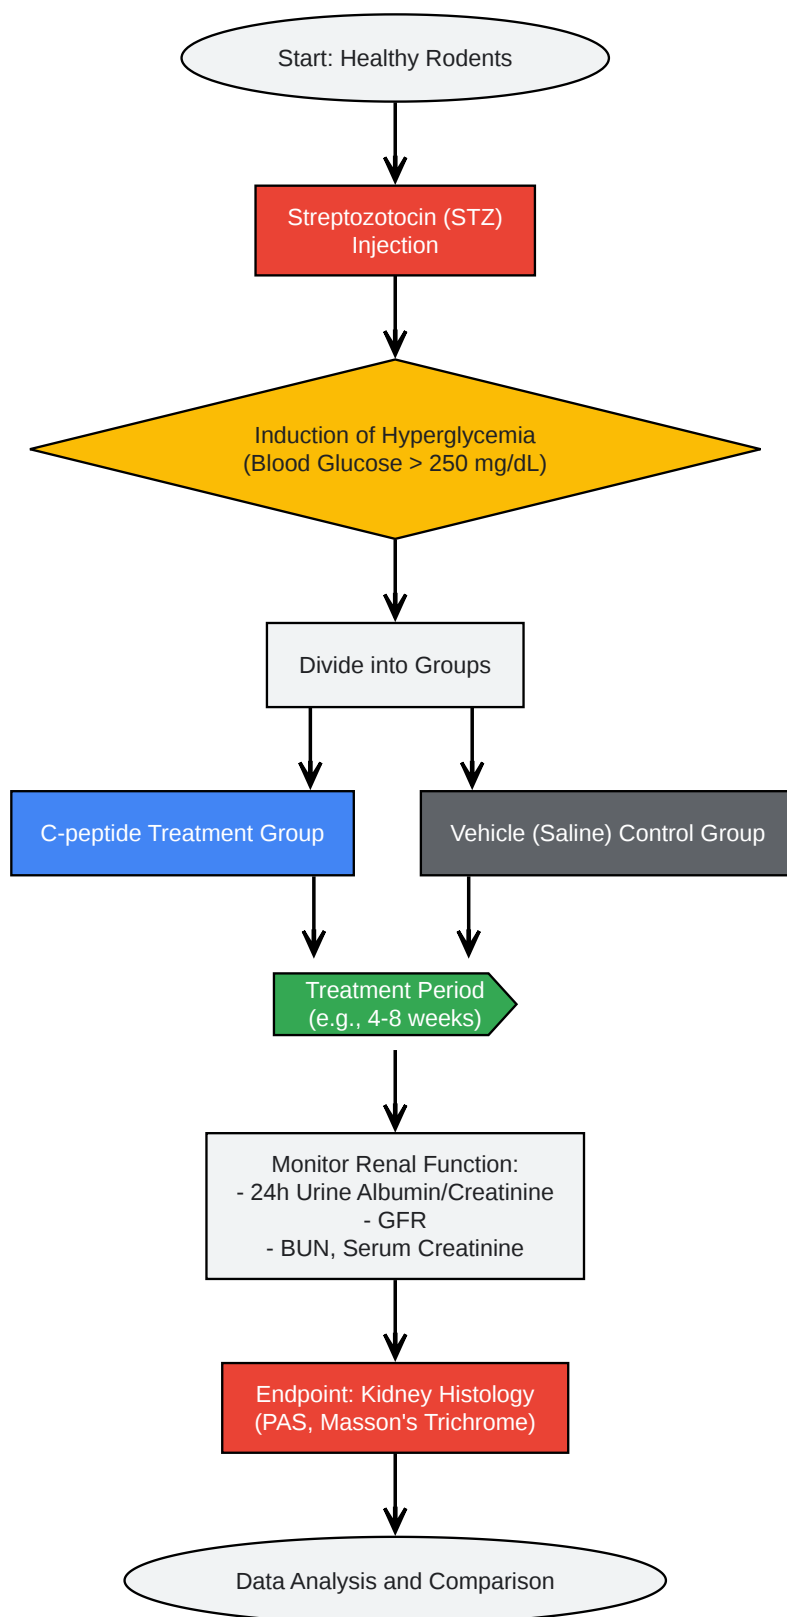 Start: Healthy Rodents
Streptozotocin (STZ)
Injection
Induction of Hyperglycemia
(Blood Glucose > 250 mg/dL)
Divide into Groups
C-peptide Treatment Group
Vehicle (Saline) Control Group
Treatment Period
(e.g., 4-8 weeks)
Monitor Renal Function:
- 24h Urine Albumin/Creatinine
- GFR
- BUN, Serum Creatinine
Endpoint: Kidney Histology
(PAS, Masson's Trichrome)
Data Analysis and Comparison